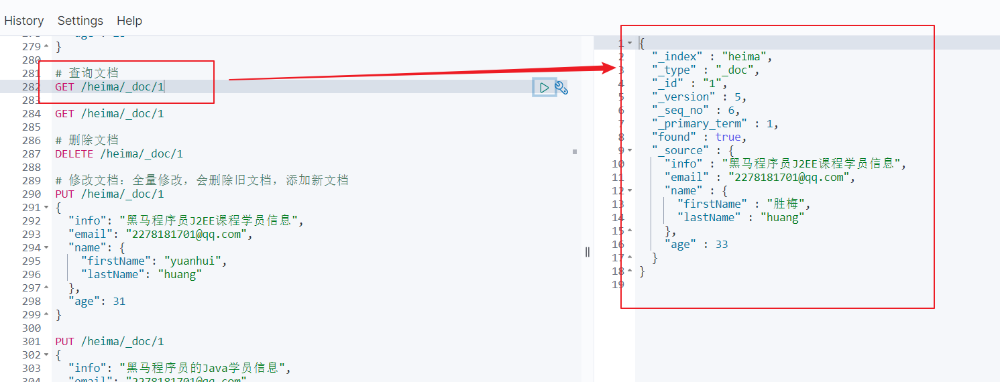 History Settings Help
279 }
280
281 # 查询文档
282 GET /heima/_doc/1
283
284 GET /heima/_doc/1
285
286 # 删除文档
287 DELETE /heima/_doc/1
288
289 # 修改文档：全量修改，会删除旧文档，添加新文档
290 PUT /heima/_doc/1
291 {
292 "info": "黑马程序员J2EE课程学员信息",
293 "email": "2278181701@qq.com",
294 "name": {
295 "firstName": "yuanhui",
296 "lastName": "huang"
297 },
298 "age": 31
299 }
300
301 PUT /heima/_doc/1
302 {
303 "info": "黑马程序员的Java学员信息",
1 {
2 "_index" : "heima",
3 "_type" : "_doc",
4 "_id" : "1",
5 "_version" : 5,
6 "_seq_no" : 6,
7 "_primary_term" : 1,
8 "found" : true,
9 "_source" : {
10 "info" : "黑马程序员J2EE课程学员信息",
11 "email" : "2278181701@qq.com",
12 "name" : {
13 "firstName" : "胜梅",
14 "lastName" : "huang"
15 },
16 "age" : 33
17 }
18 }
19